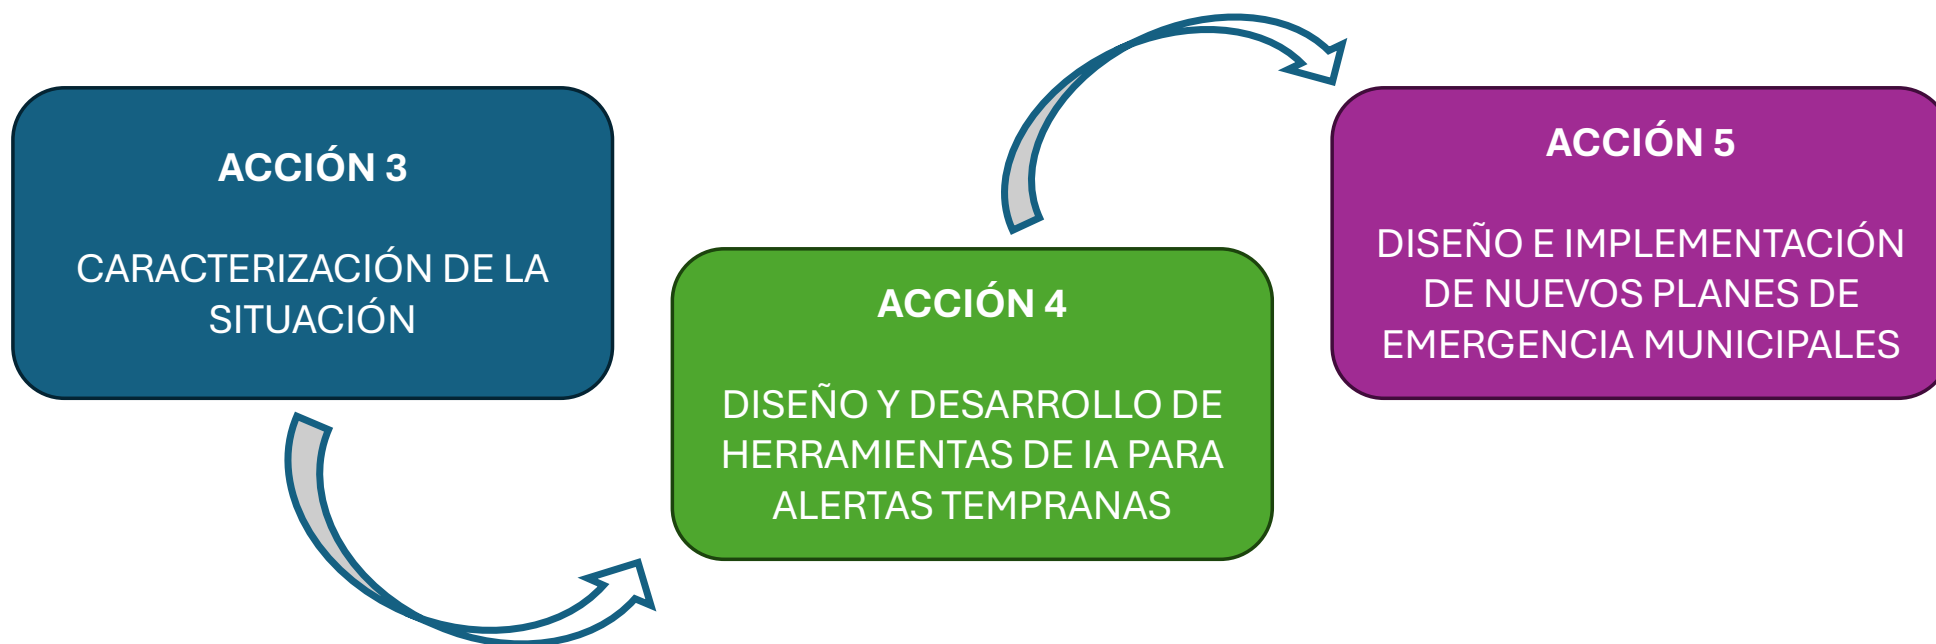 ACCIÓN 3
CARACTERIZACIÓN DE LA
SITUACIÓN
ACCIÓN 4
DISEÑO Y DESARROLLO DE
HERRAMIENTAS DE IA PARA
ALERTAS TEMPRANAS
ACCIÓN 5
DISEÑO E IMPLEMENTACIÓN
DE NUEVOS PLANES DE
EMERGENCIA MUNICIPALES